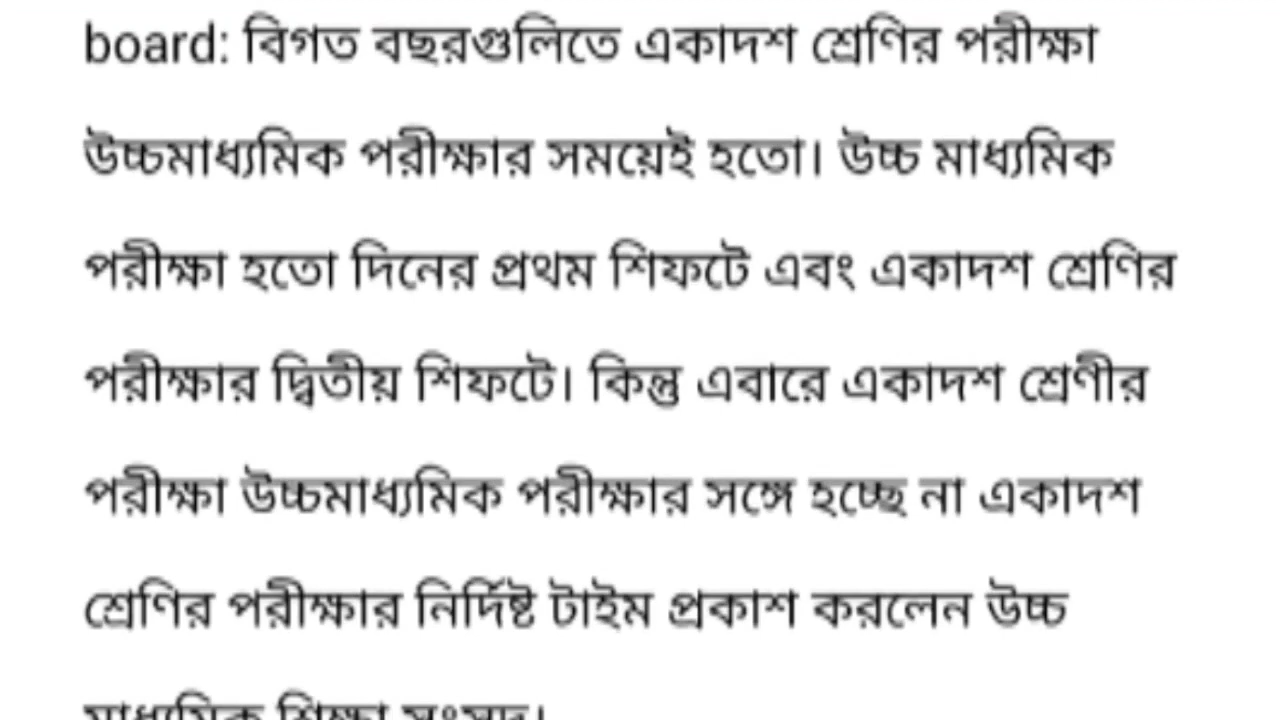 board: বিগত বছরগুলিতে একাদশ শ্রেণির পরীক্ষা
উচ্চমাধ্যমিক পরীক্ষার সময়েই হতো। উচ্চ মাধ্যমিক
পরীক্ষা হতো দিনের প্রথম শিফটে এবং একাদশ শ্রেণির
পরীক্ষার দ্বিতীয় শিফটে। কিন্তু এবারে একাদশ শ্রেণীর
পরীক্ষা উচ্চমাধ্যমিক পরীক্ষার সঙ্গে হচ্ছে না একাদশ
শ্রেণির পরীক্ষার নির্দিষ্ট টাইম প্রকাশ করলেন উচ্চ
মাধ্যমিক শিক্ষা সংসদ।